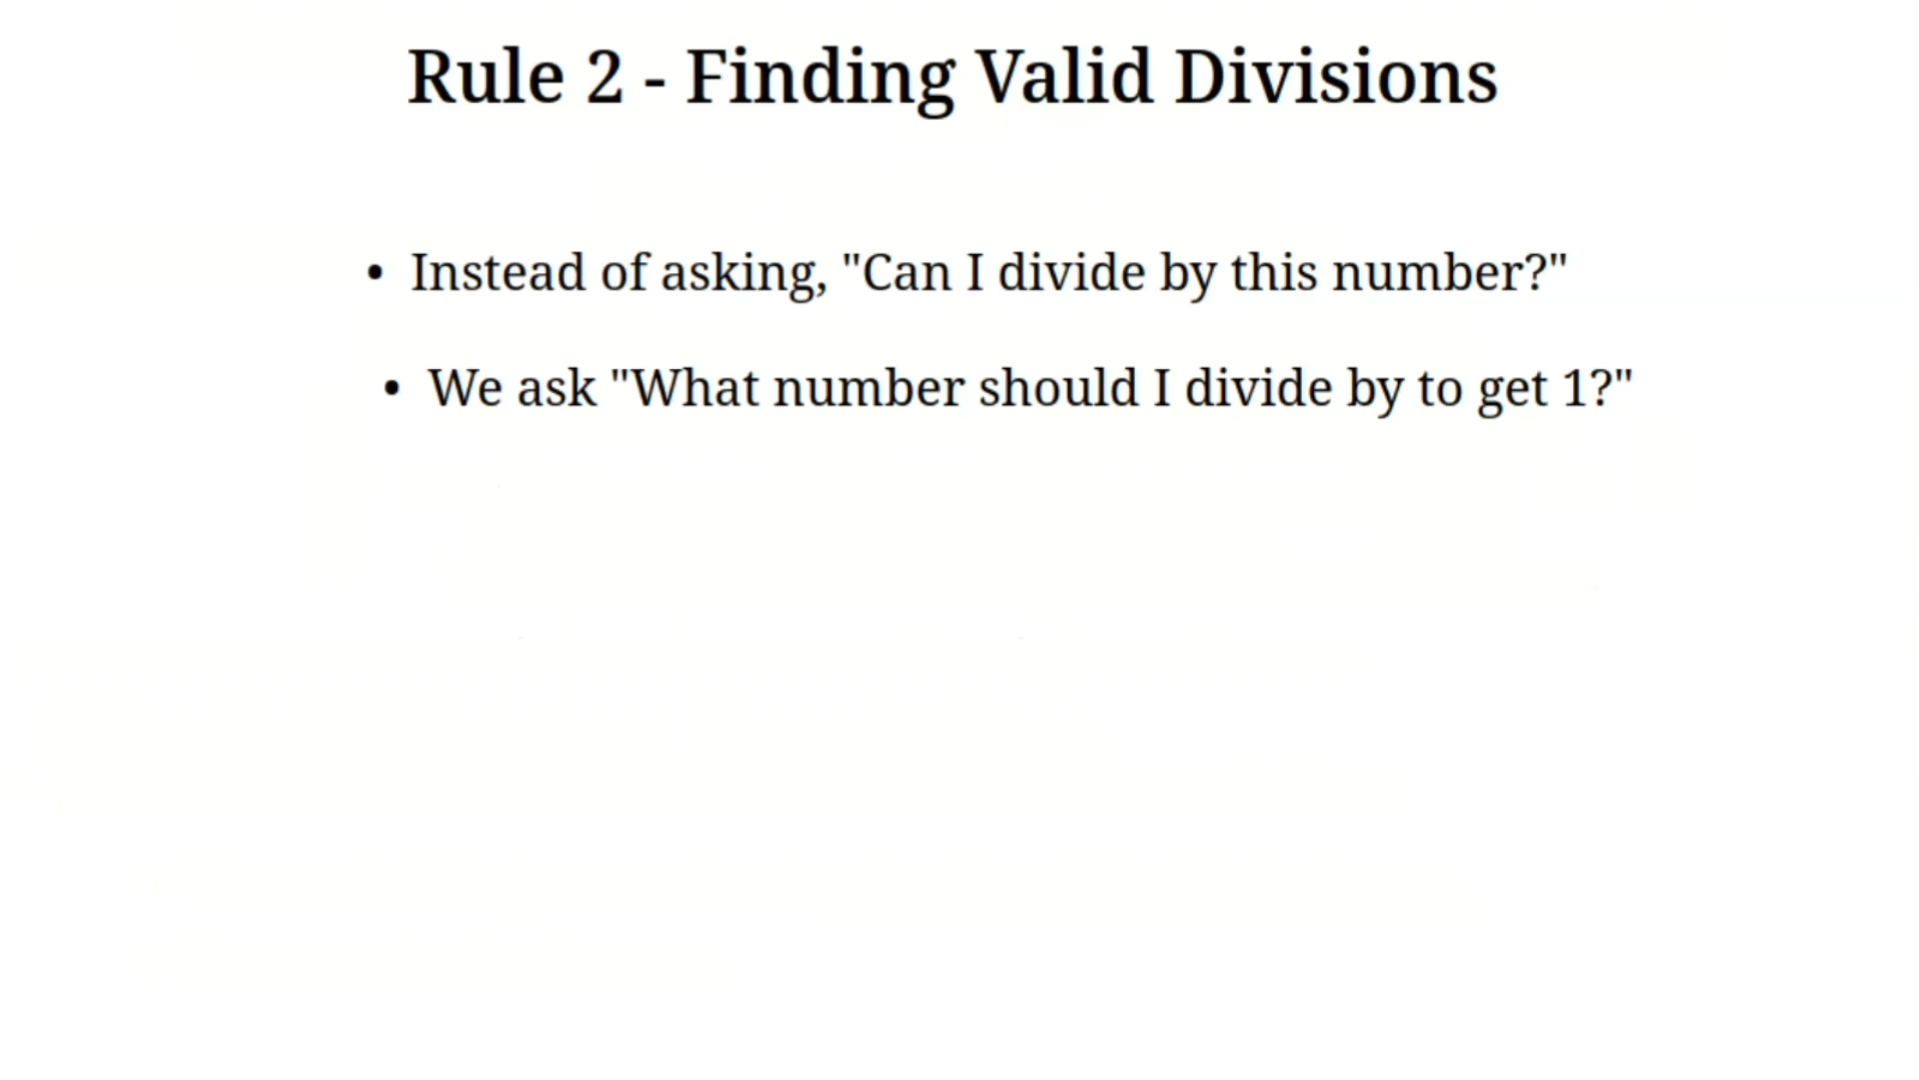 Rule 2 - Finding Valid Divisions
• Instead of asking, "Can I divide by this number?"
• We ask "What number should I divide by to get 1?"